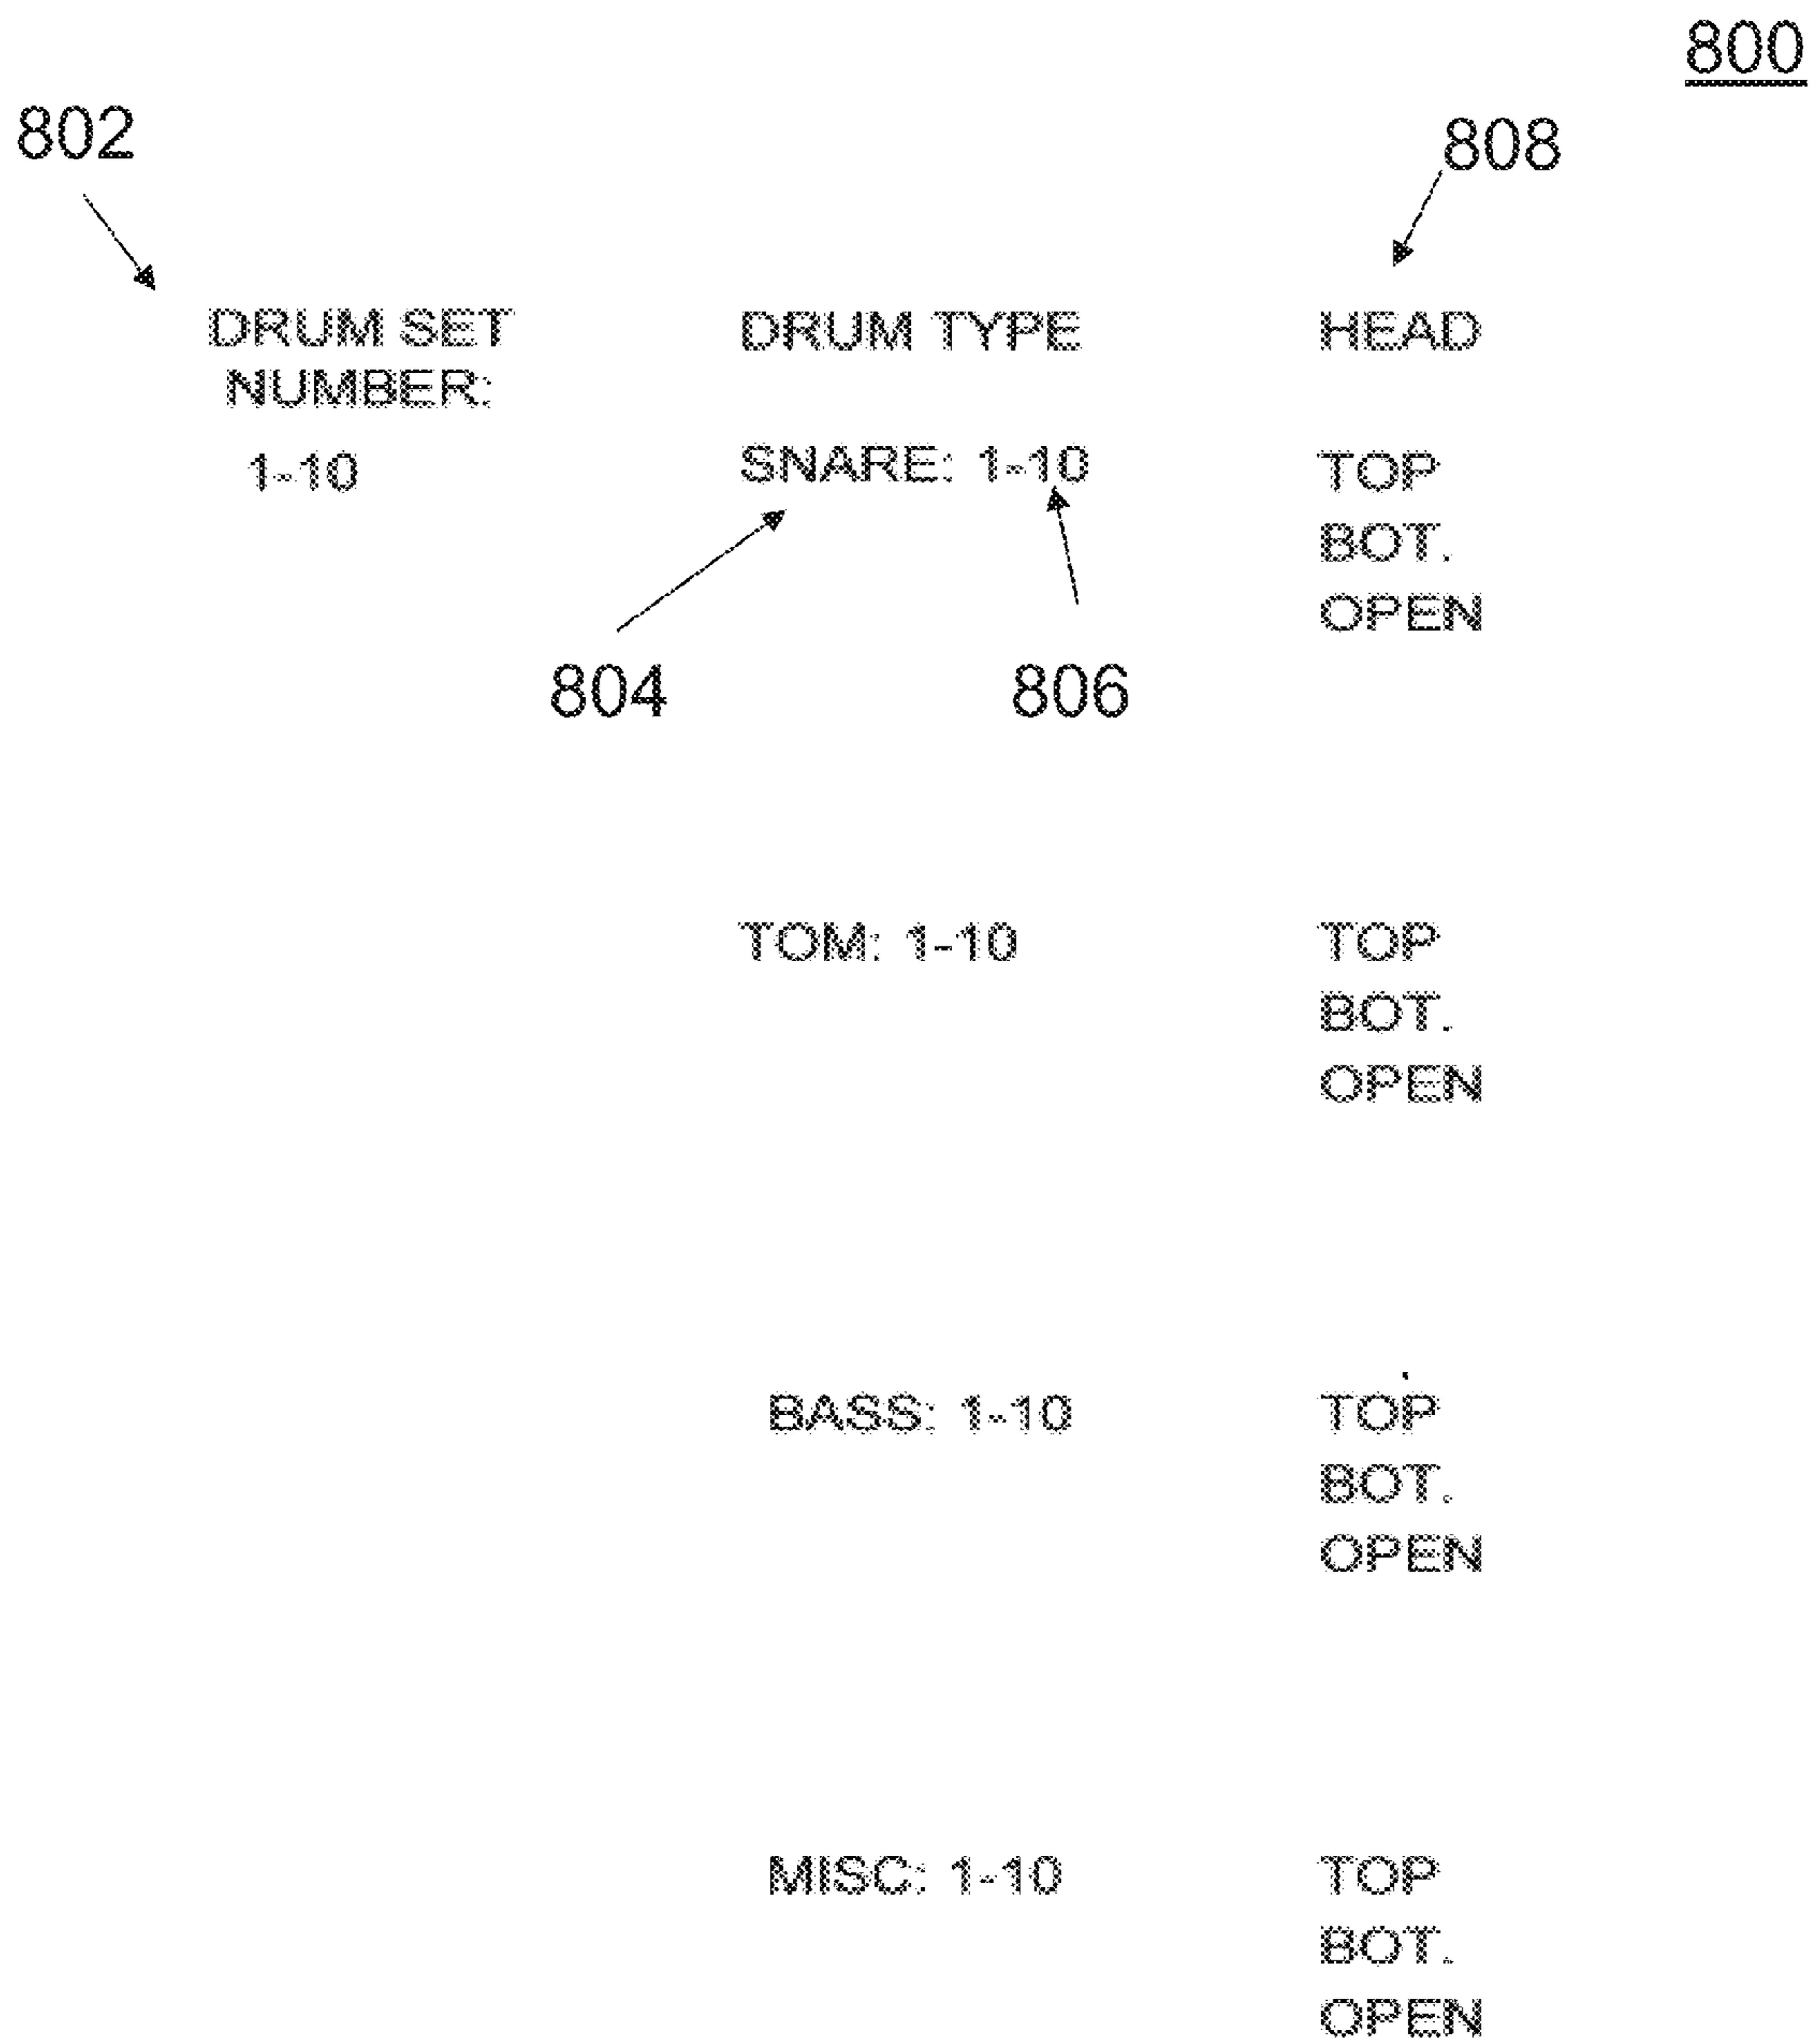 800
802
808
DRUM SET
NUMBER:
DRUM TYPE
HEAD
1-10
SNARE: 1-10
TOP
BOT.
OPEN
804
806
TOM: 1-10
TOP
BOT.
OPEN
BASS: 1-10
TOP
BOT.
OPEN
MISC: 1-10
TOP
BOT.
OPEN